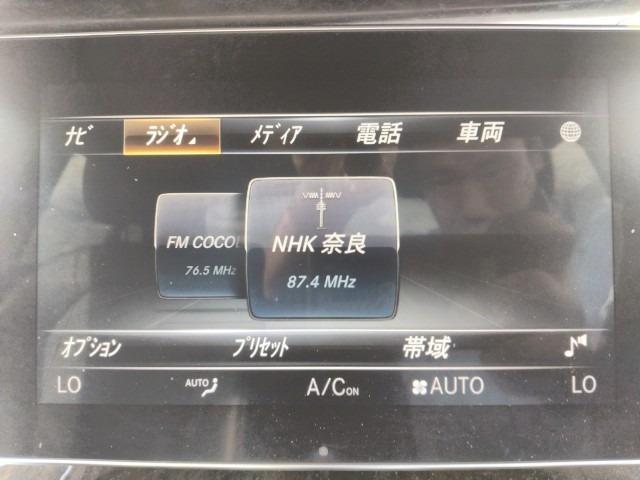 ナビ ラジオ メディア 電話 車両
FM COCO
76.5 MHz
NHK 奈良
87.4 MHz
オプション プリセット 帯域
LO AUTO A/C ON AUTO LO